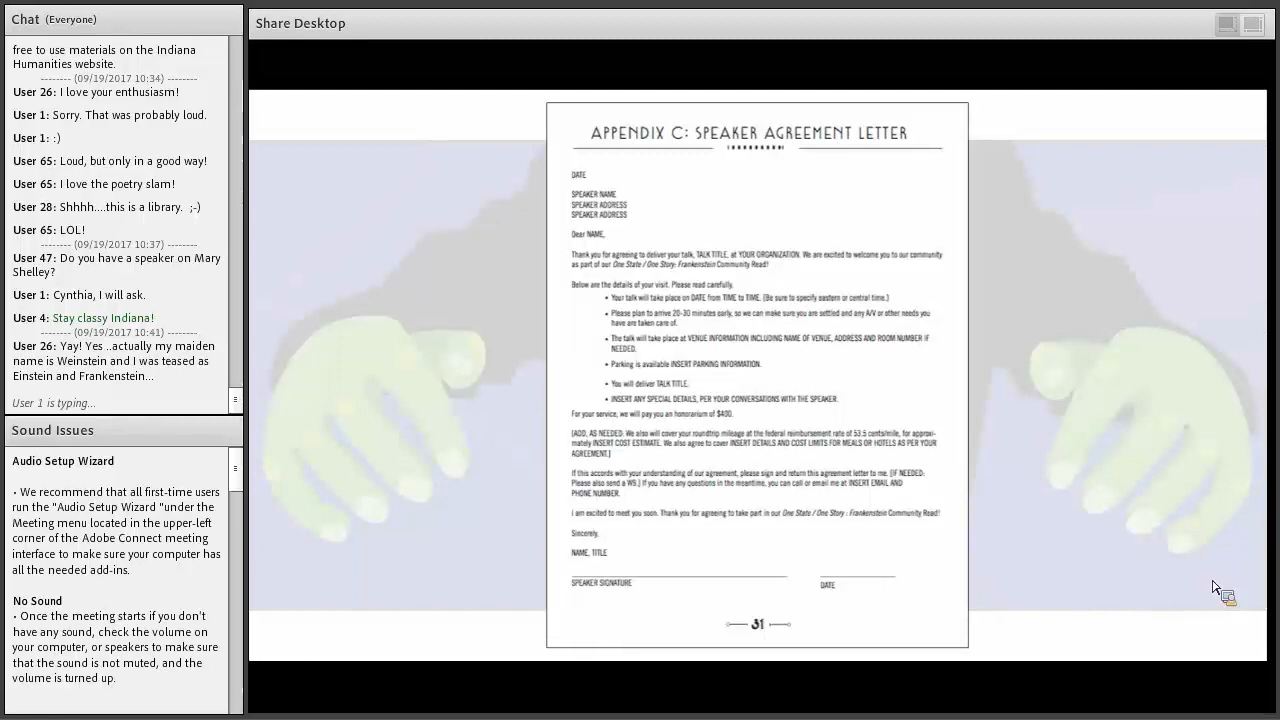 Chat (Everyone)
free to use materials on the Indiana
Humanities website.
-------- (09/19/2017 10:34) --------
User 26: I love your enthusiasm!
User 1: Sorry. That was probably loud.
User 1: :)
User 65: Loud, but only in a good way!
User 65: I love the poetry slam!
User 28: Shhhh....this is a library. ;-)
User 65: LOL!
-------- (09/19/2017 10:37) --------
47: Do you have speaker on Mary
Shelley?
User 1: Cynthia, I will ask.
User 4: Stay classy Indiana!
-------- (09/19/2017 10:41) --------
User 26: Yay! Yes ...more for my maiden
name is Weinstein and I was teased as
Einstein and Frankenstein...
User 1 is typing...
Sound Issues
Audio Setup Wizard
• We recommend that all first-time users
run the "Audio Setup Wizard "under the
Meeting menu located in the upper-left
corner of the Adobe Connect meeting
interface to make sure your computer has
all the needed add-ins.
No Sound
• Once the meeting starts if you don't
have any sound, check the volume on
your computer, or speakers to make sure
that the sound is not muted, and the
volume is turned up.
Share Desktop
APPENDIX C: SPEAKER AGREEMENT LETTER
DATE
SPEAKER NAME
SPEAKER ADDRESS
SPEAKER ADDRESS
Dear NAME,
Thank you for agreeing to deliver your talk, TALK TITLE, at YOUR ORGANIZATION. We are excited to welcome you to our community
as part of our One State / One Story: Frankenstein Community Read!
Below are the details of your visit. Please read carefully.
• Your talk will take place on DATE from TIME to TIME. [Be sure to specify eastern or central time.]
• Please plan to arrive 20-30 minutes early, so we can make sure you are settled and any A/V or other needs you
have are taken care of.
• The talk will take place at VENUE INFORMATION INCLUDING NAME OF VENUE, ADDRESS AND ROOM NUMBER IF
NEEDED.
• Parking is available INSERT PARKING INFORMATION.
• You will deliver TALK TITLE.
• INSERT ANY SPECIAL DETAILS, PER YOUR CONVERSATIONS WITH THE SPEAKER.
For your service, we will pay you an honorarium of $400.
[ADD, AS NEEDED: We also will cover your roundtrip mileage at the federal reimbursement rate of 53.5 cents/mile, for approxi-
mately INSERT COST ESTIMATE. We also agree to cover INSERT DETAILS AND COST LIMITS FOR MEALS OR HOTELS AS PER YOUR
AGREEMENT.]
If this accords with your understanding of our agreement, please sign and return this agreement letter to me. [IF NEEDED:
Please also send a W9.] If you have any questions in the meantime, you can call or email me at INSERT EMAIL AND
PHONE NUMBER.
I am excited to meet you soon. Thank you for agreeing to take part in our One State / One Story : Frankenstein Community Read!
Sincerely,
NAME, TITLE
SPEAKER SIGNATURE
DATE
31